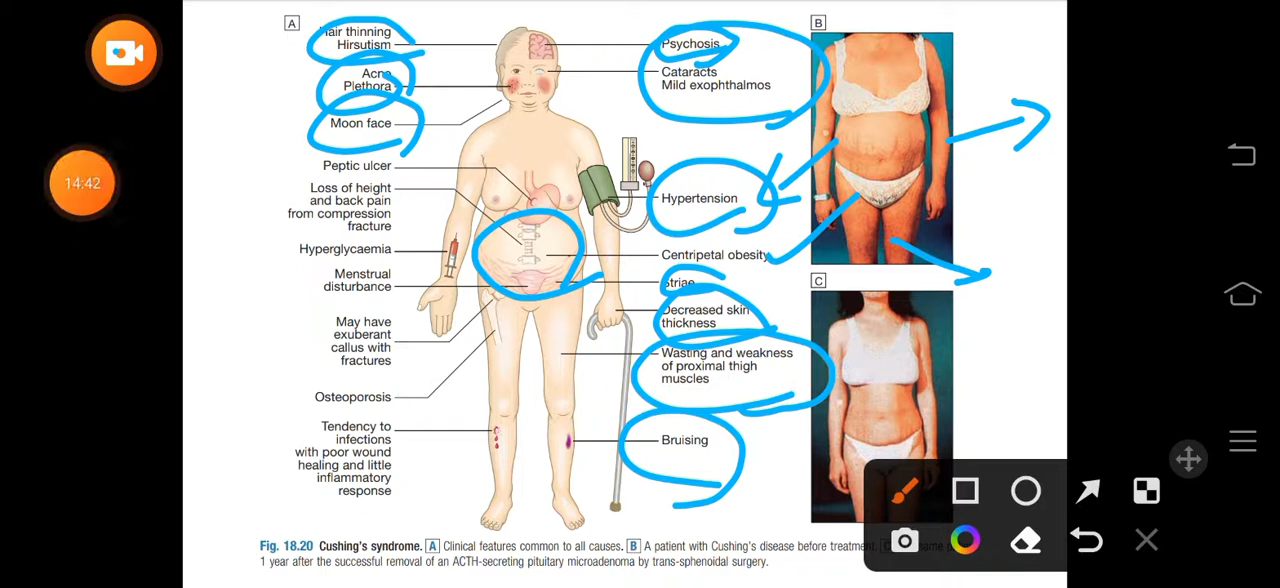 A
Hair thinning
Hirsutism
Acne
Plethora
Moon face
Peptic ulcer
Loss of height
and back pain
from compression
fracture
Hyperglycaemia
Menstrual
disturbance
May have
exuberant
callus with
fractures
Osteoporosis
Tendency to
infections
with poor wound
healing and little
inflammatory
response
Psychosis
Cataracts
Mild exophthalmos
Hypertension
Centripetal obesity
Striae
Decreased skin
thickness
Wasting and weakness
of proximal thigh
muscles
Bruising
B
C
14:42
Fig. 18.20 Cushing's syndrome. A Clinical features common to all causes. B A patient with Cushing's disease before treatment.
1 year after the successful removal of an ACTH-secreting pituitary microadenoma by trans-sphenoidal surgery.